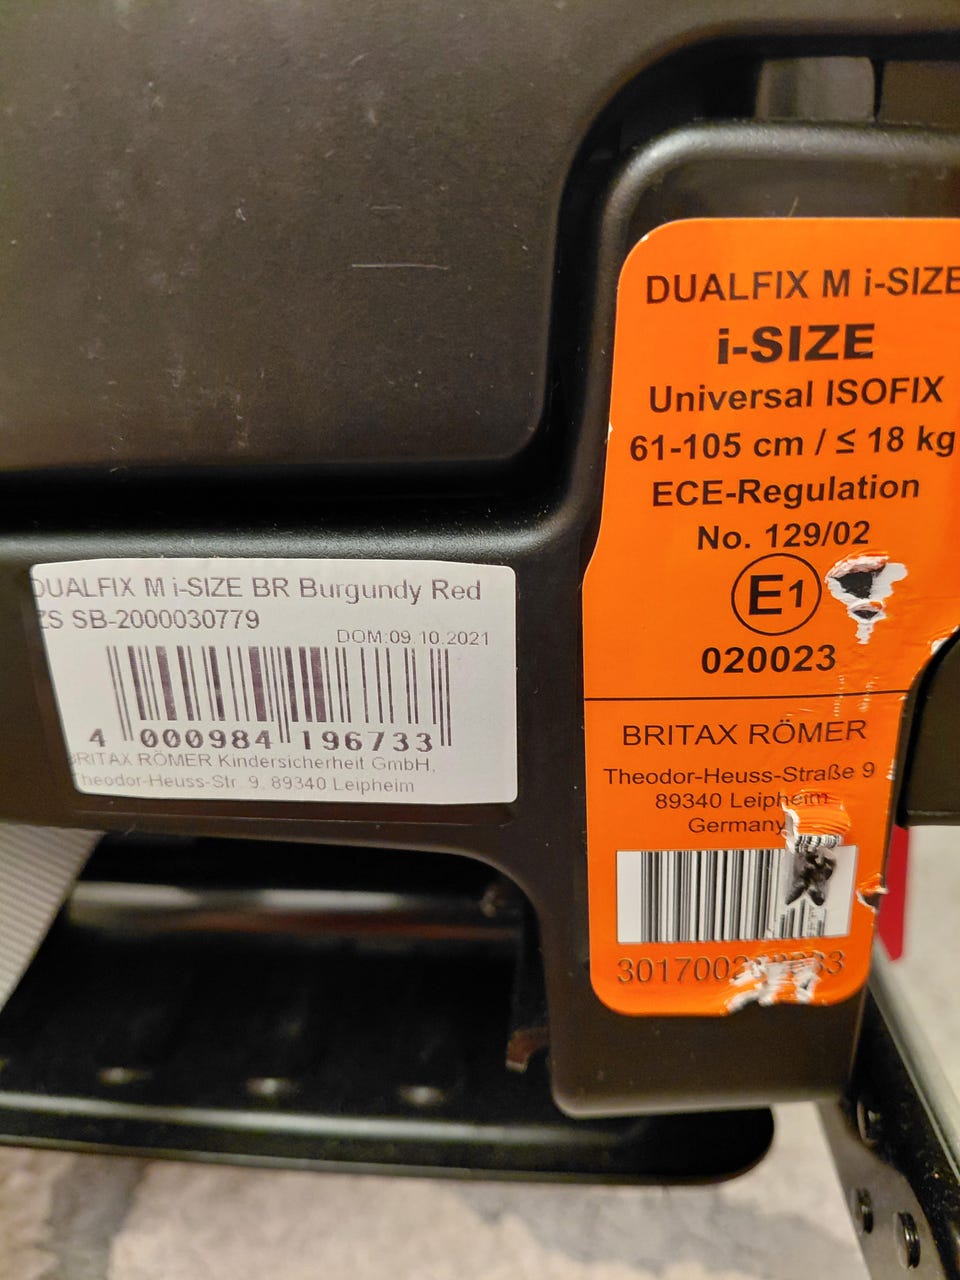 DUALFIX M i-SIZE BR Burgundy Red
ZS SB-2000030779
DOM:09.10.2021
4 000984 196733
BRITAX RÖMER Kindersicherheit GmbH,
Theodor-Heuss-Str. 9, 89340 Leipheim
DUALFIX M i-SIZE
i-SIZE
Universal ISOFIX
61-105 cm / ≤ 18 kg
ECE-Regulation
No. 129/02
E1
020023
BRITAX RÖMER
Theodor-Heuss-Straße 9
89340 Leipheim
Germany